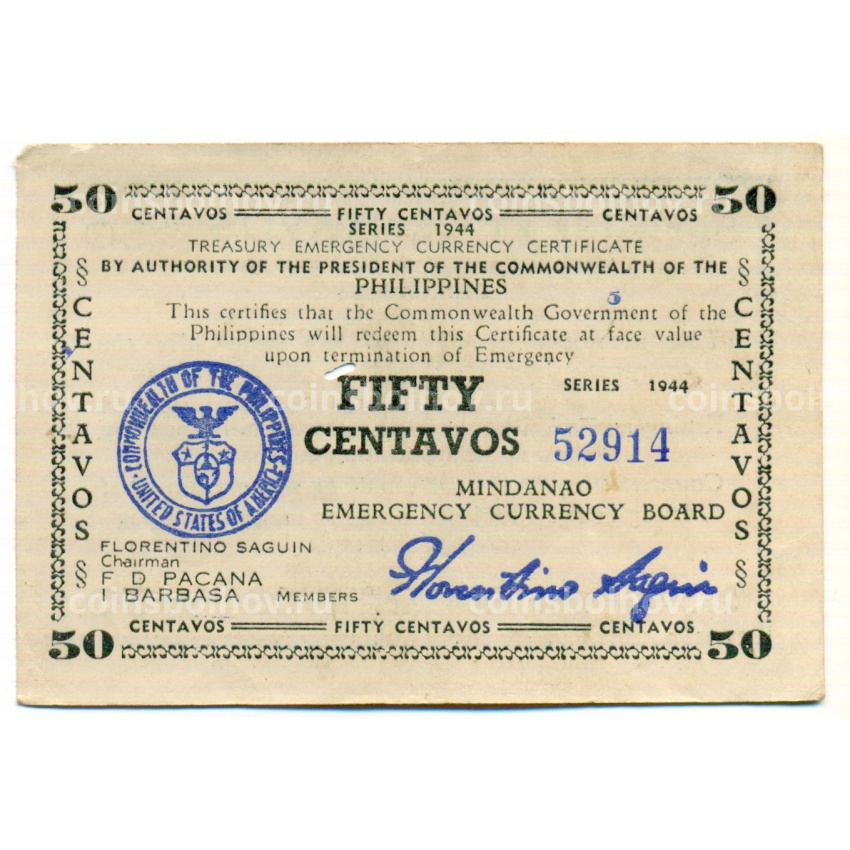 50 50
CENTAVOS FIFTY CENTAVOS CENTAVOS
SERIES 1944
TREASURY EMERGENCY CURRENCY CERTIFICATE
BY AUTHORITY OF THE PRESIDENT OF THE COMMONWEALTH OF THE
PHILIPPINES
This certifies that the Commonwealth Government of the
Philippines will redeem this Certificate at face value
upon termination of Emergency
§ CENTAVOS §
§ CENTAVOS §
FIFTY SERIES 1944
CENTAVOS 52914
COMMONWEALTH OF THE PHILIPPINES
UNITED STATES OF AMERICA
MINDANAO
EMERGENCY CURRENCY BOARD
FLORENTINO SAGUIN
Chairman
F D PACANA
I BARBASA MEMBERS
Florentino Saguin
CENTAVOS FIFTY CENTAVOS CENTAVOS
50 50
coinsbolhov.ru